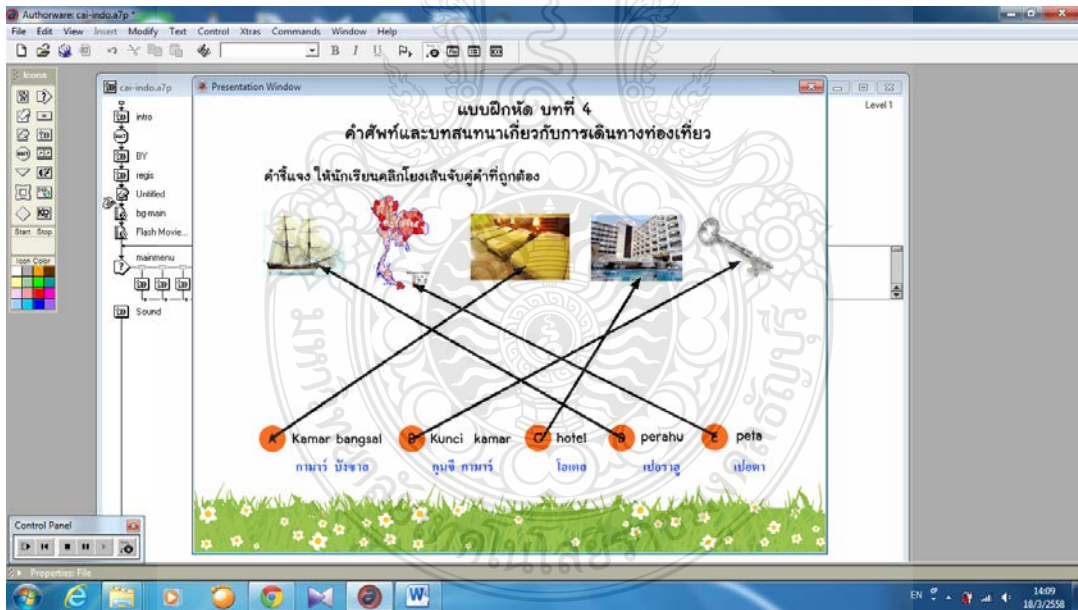 Authorware: cai-indo.a7p *
File Edit View Insert Modify Text Control Xtras Commands Window Help
B I U
Icons
Start Stop
Icon Color
cai-indo.a7p
Level 1
intro
BY
regis
Untitled
bg-main
Flash Movie...
mainmenu
Sound
Presentation Window
แบบฝึกหัด บทที่ 4
คำศัพท์และบทสนทนาเกี่ยวกับการเดินทางท่องเที่ยว
คำชี้แจง ให้นักเรียนคลิกโยงเส้นจับคู่คำที่ถูกต้อง
A Kamar bangsal B Kunci kamar C hotel D perahu E peta
กามาร์ บังซาล กุนซี กามาร์ โฮเตล เปอราฮู เปอตา
Control Panel
Properties: File
EN
14:09
18/3/2558